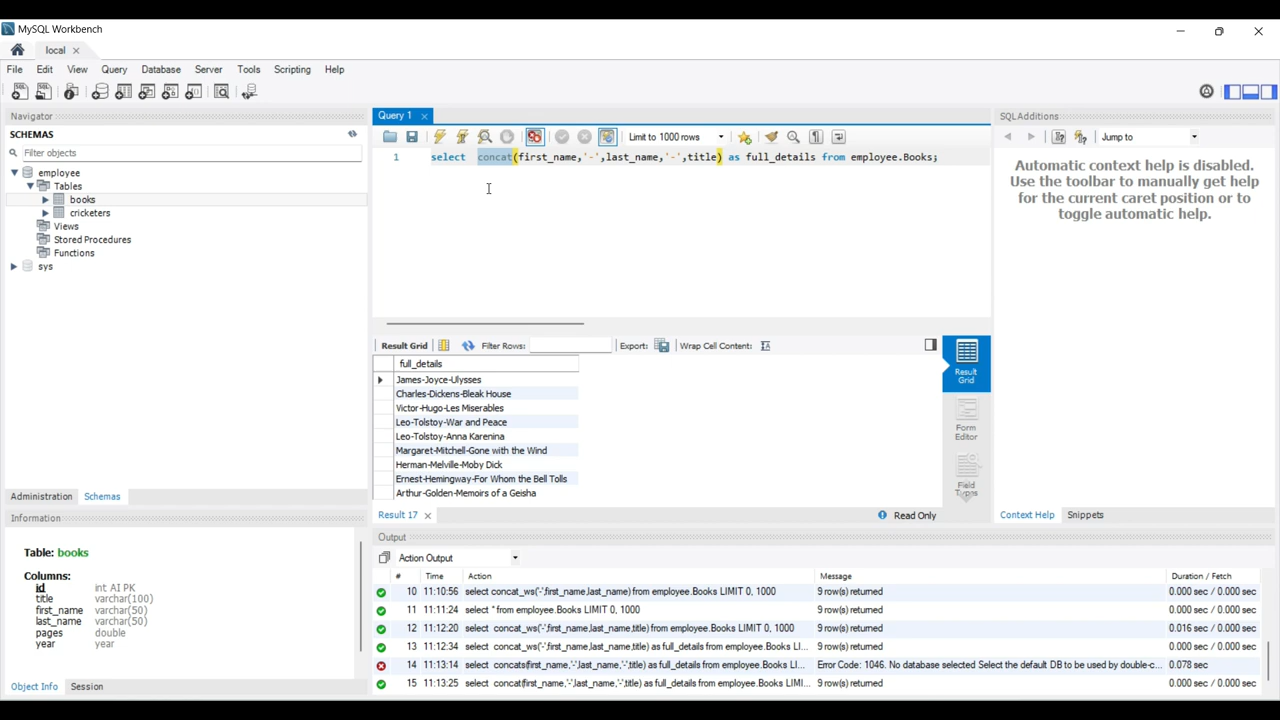 MySQL Workbench
local
File Edit View Query Database Server Tools Scripting Help
Navigator
SCHEMAS
Filter objects
employee
Tables
books
cricketers
Views
Stored Procedures
Functions
sys
Administration Schemas
Information
Table: books
Columns:
id int AI PK
title varchar(100)
first_name varchar(50)
last_name varchar(50)
pages double
year year
Object Info Session
Query 1
Limit to 1000 rows
1 select concat(first_name,'-',last_name,'-',title) as full_details from employee.Books;
Result Grid Filter Rows: Export: Wrap Cell Content:
full_details
James-Joyce-Ulysses
Charles-Dickens-Bleak House
Victor-Hugo-Les Miserables
Leo-Tolstoy-War and Peace
Leo-Tolstoy-Anna Karenina
Margaret-Mitchell-Gone with the Wind
Herman-Melville-Moby Dick
Ernest-Hemingway-For Whom the Bell Tolls
Arthur-Golden-Memoirs of a Geisha
Result Grid
Form Editor
Field Types
Result 17 Read Only
SQLAdditions
Jump to
Automatic context help is disabled.
Use the toolbar to manually get help
for the current caret position or to
toggle automatic help.
Context Help Snippets
Output
Action Output
# Time Action Message Duration / Fetch
10 11:10:56 select concat_ws('-',first_name,last_name) from employee.Books LIMIT 0, 1000 9 row(s) returned 0.000 sec / 0.000 sec
11 11:11:24 select * from employee.Books LIMIT 0, 1000 9 row(s) returned 0.000 sec / 0.000 sec
12 11:12:20 select concat_ws('-',first_name,last_name,title) from employee.Books LIMIT 0, 1000 9 row(s) returned 0.016 sec / 0.000 sec
13 11:12:34 select concat_ws('-',first_name,last_name,title) as full_details from employee.Books L... 9 row(s) returned 0.000 sec / 0.000 sec
14 11:13:14 select concats(first_name,'-',last_name,'-',title) as full_details from employee.Books LI... Error Code: 1046. No database selected Select the default DB to be used by double-c... 0.078 sec
15 11:13:25 select concat(first_name,'-',last_name,'-',title) as full_details from employee.Books LIMI... 9 row(s) returned 0.000 sec / 0.000 sec